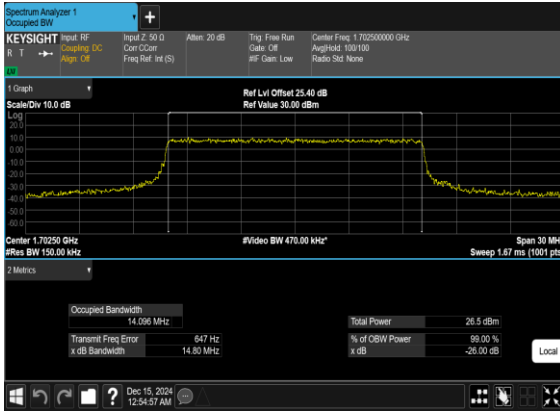 Spectrum Analyzer 1
Occupied BW
+
KEYSIGHT Input: RF Input Z: 50 Ω Atten: 20 dB Trig: Free Run Center Freq: 1.702500000 GHz
R T Coupling: DC Corr CCorr Gate: Off Avg|Hold: 100/100
Align: Off Freq Ref: Int (S) #IF Gain: Low Radio Std: None
1 Graph
Ref Lvl Offset 25.40 dB
Scale/Div 10.0 dB Ref Value 30.00 dBm
Log
20.0
10.0
0.00
-10.0
-20.0
-30.0
-40.0
-50.0
-60.0
Center 1.70250 GHz #Video BW 470.00 kHz* Span 30 MH
#Res BW 150.00 kHz Sweep 1.67 ms (1001 pts
2 Metrics
Occupied Bandwidth
14.096 MHz Total Power 26.5 dBm
Transmit Freq Error 647 Hz % of OBW Power 99.00 %
x dB Bandwidth 14.80 MHz x dB -26.00 dB
Local
? Dec 15, 2024
12:54:57 AM